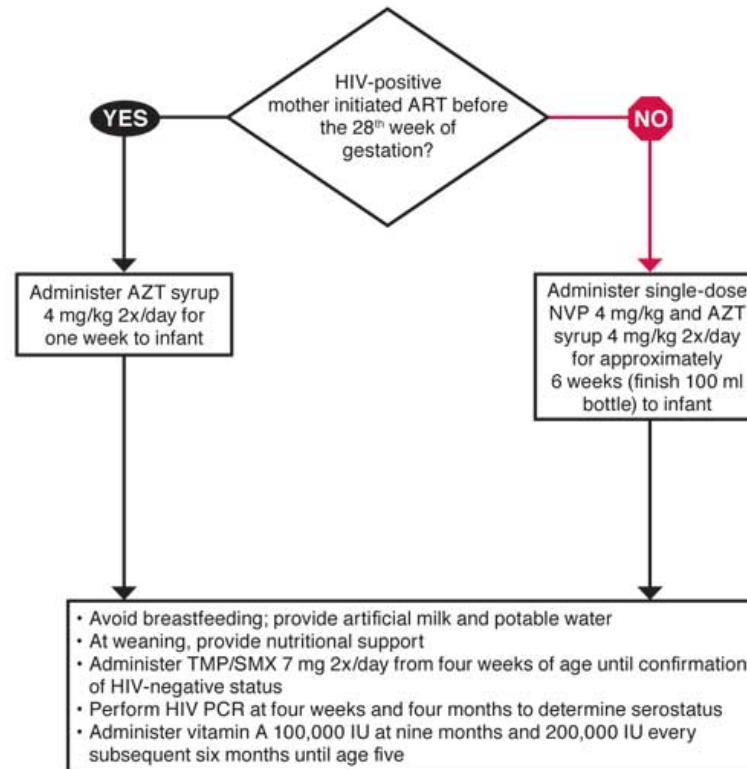 HIV-positive
mother initiated ART before
the 28th week of
gestation?
YES
NO
Administer AZT syrup
4 mg/kg 2x/day for
one week to infant
Administer single-dose
NVP 4 mg/kg and AZT
syrup 4 mg/kg 2x/day
for approximately
6 weeks (finish 100 ml
bottle) to infant
• Avoid breastfeeding; provide artificial milk and potable water
• At weaning, provide nutritional support
• Administer TMP/SMX 7 mg 2x/day from four weeks of age until confirmation
of HIV-negative status
• Perform HIV PCR at four weeks and four months to determine serostatus
• Administer vitamin A 100,000 IU at nine months and 200,000 IU every
subsequent six months until age five